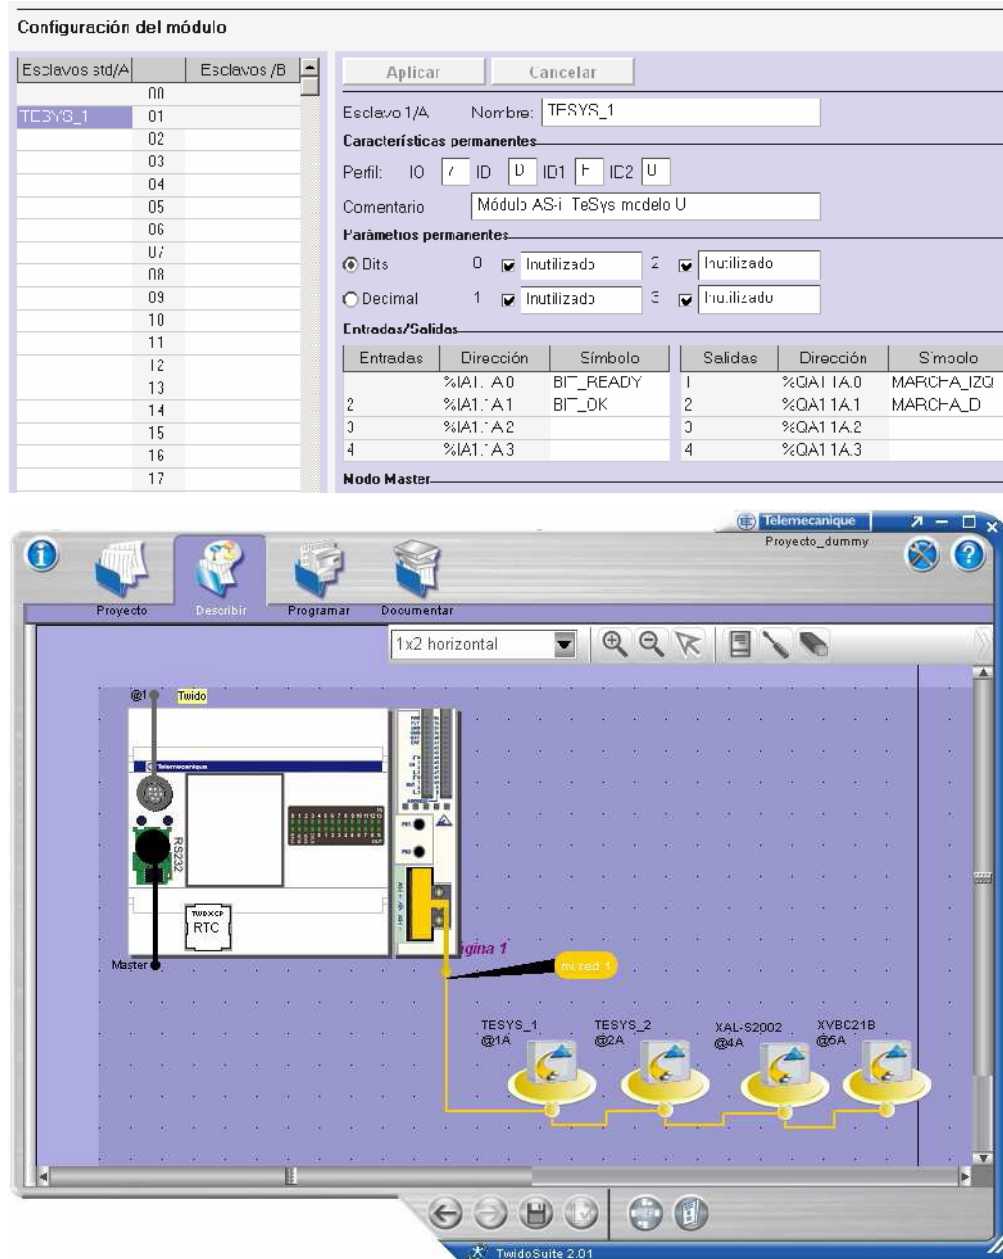 Configuración del módulo
Esclavos std/A Esclavos /B
00
TESYS_1 01
02
03
04
05
06
07
08
09
10
11
12
13
14
15
16
17
Aplicar Cancelar
Esclavo 1/A Nombre: TESYS_1
Características permanentes
Perfil: IO 7 ID D ID1 F ID2 0
Comentario Módulo AS-i TeSys modelo U
Parámetros permanentes
Bits 0 Inutilizado 2 Inutilizado
Decimal 1 Inutilizado 3 Inutilizado
Entradas/Salidas
Entradas Dirección Símbolo Salidas Dirección Símbolo
%IA1.1A.0 BIT_READY 1 %QA1.1A.0 MARCHA_IZQ
2 %IA1.1A.1 BIT_OK 2 %QA1.1A.1 MARCHA_D
3 %IA1.1A.2 3 %QA1.1A.2
4 %IA1.1A.3 4 %QA1.1A.3
Modo Master
Telemecanique
Proyecto_dummy
Proyecto Describir Programar Documentar
1x2 horizontal
@1 Twido
Telemecanique
RS232
TWDXCP
RTC
Master
ágina 1
mi red 1
TESYS_1
@1A
TESYS_2
@2A
XAL-S2002
@4A
XVBC21B
@5A
TwidoSuite 2.01